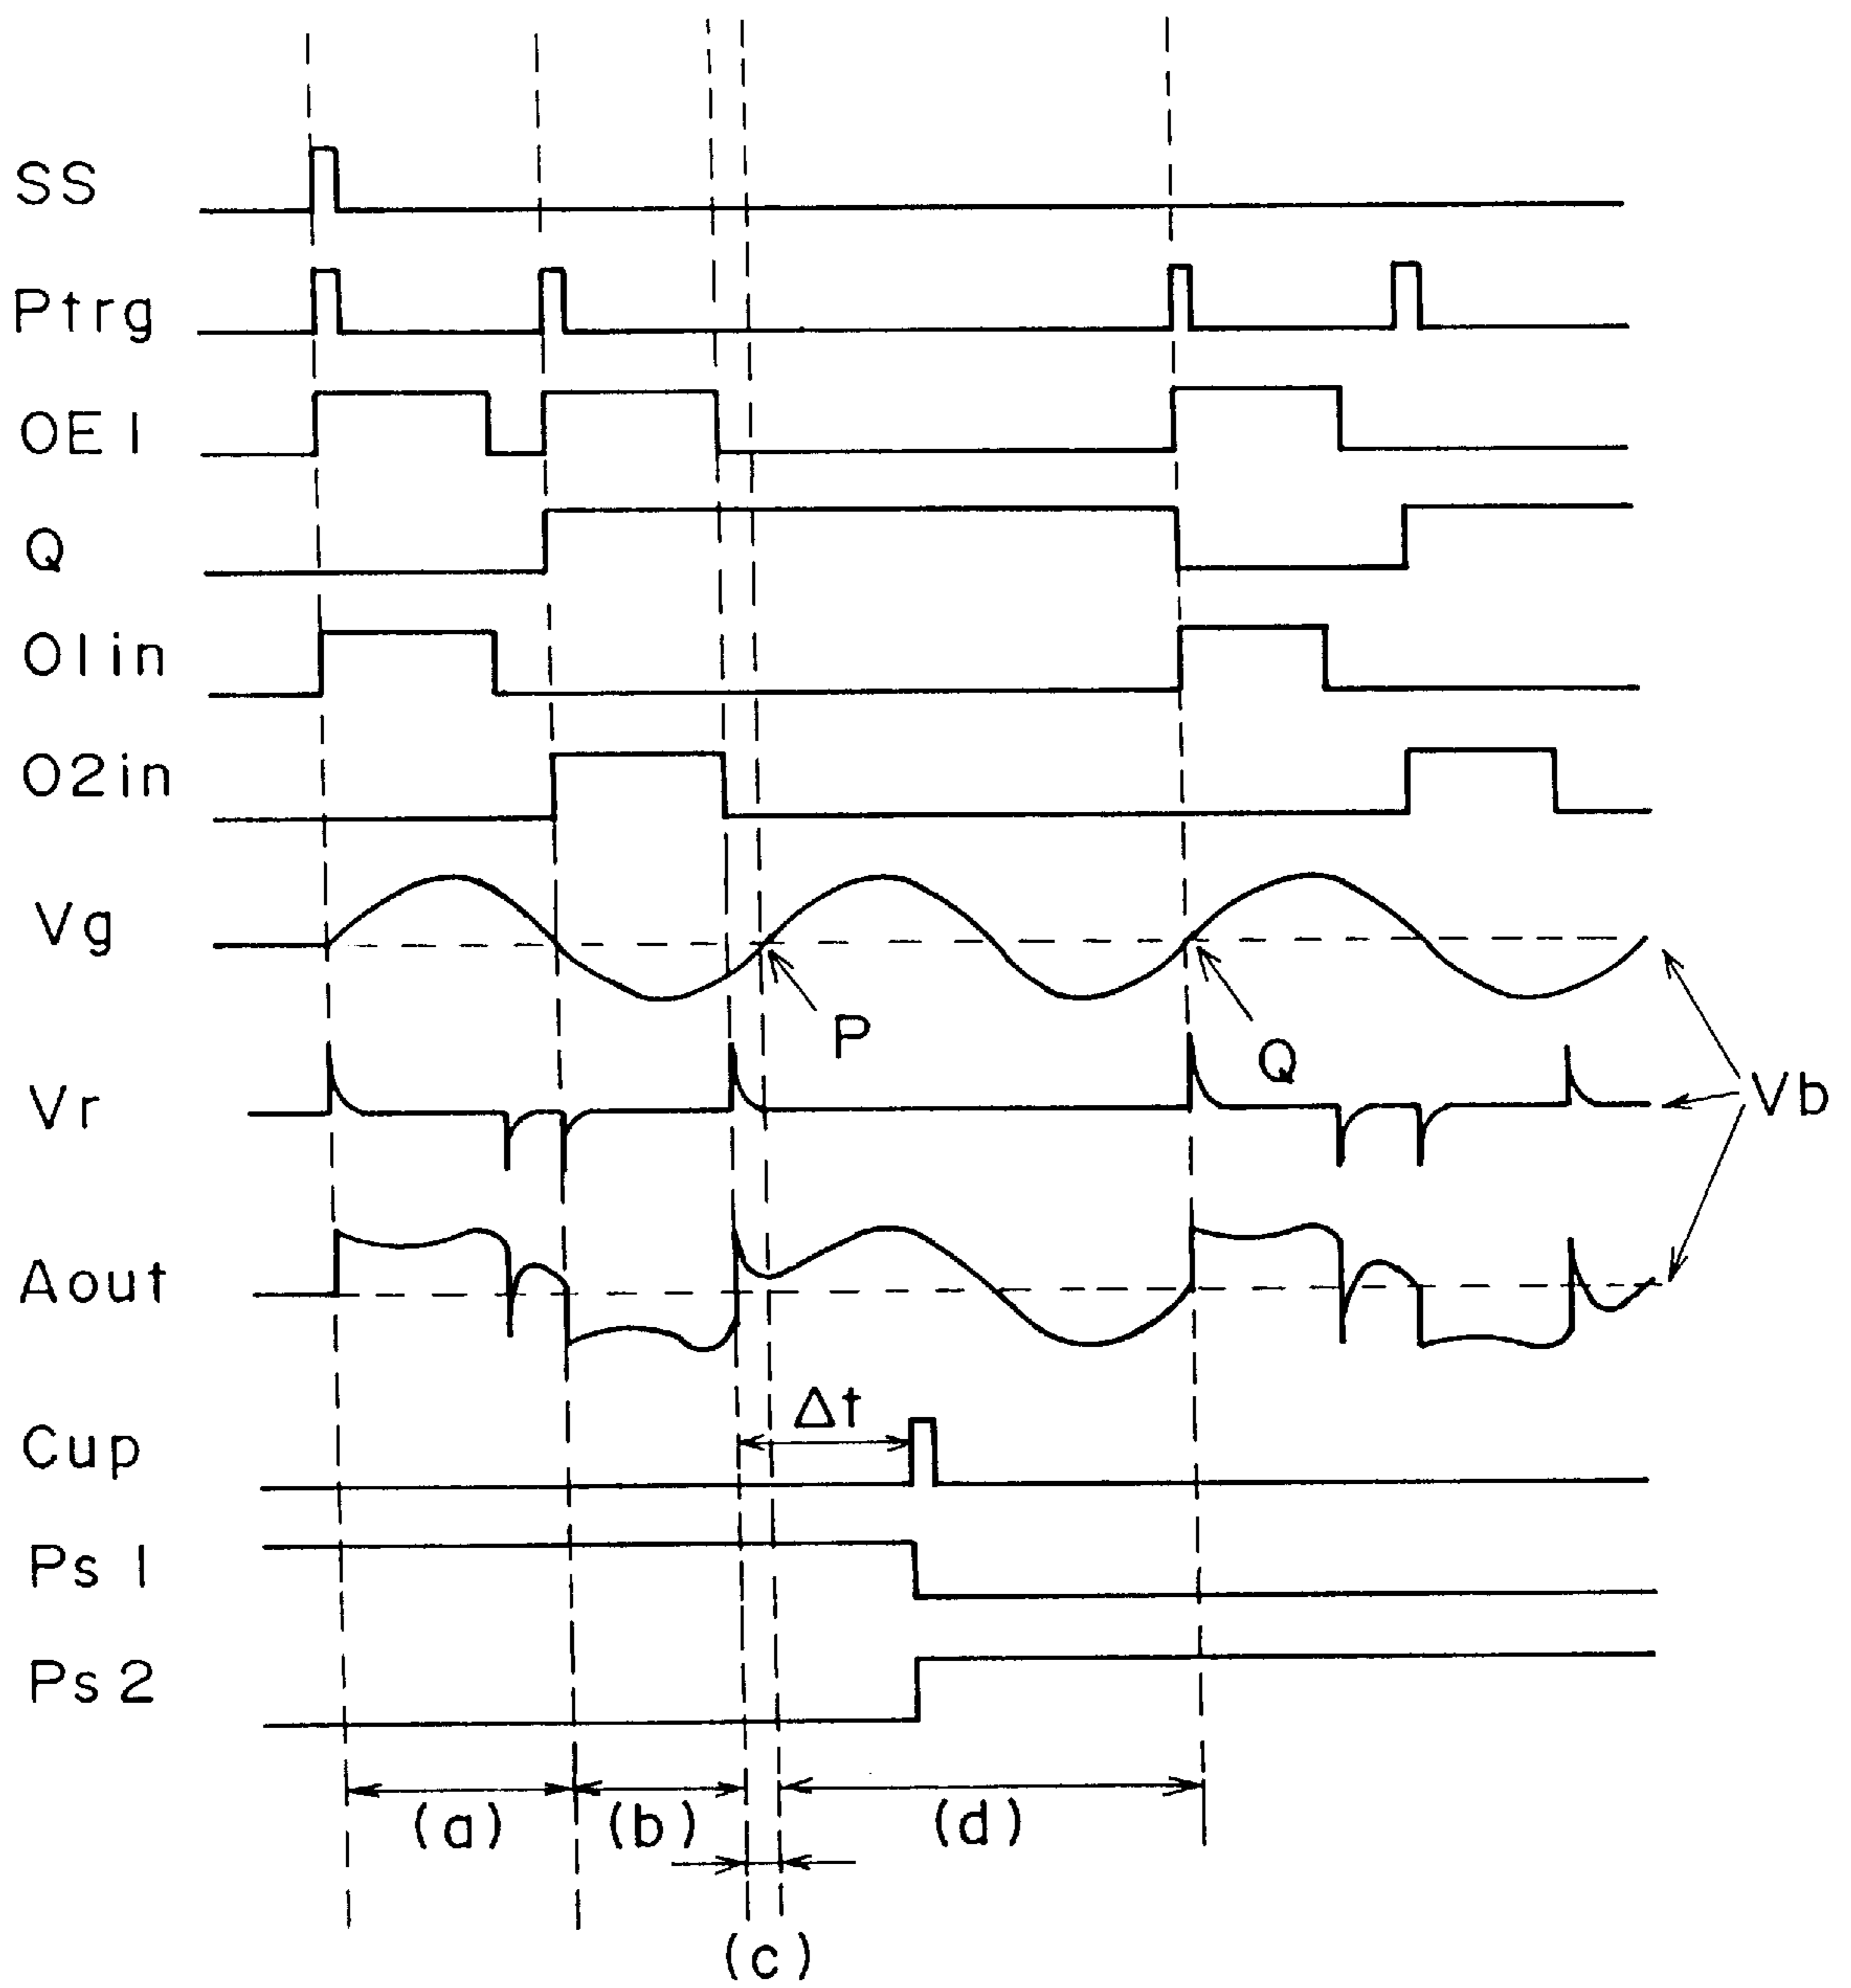 SS
Ptrg
OE1
Q
O1in
O2in
Vg
P
Q
Vr
Vb
Aout
Δt
Cup
Ps1
Ps2
(a)
(b)
(d)
(c)